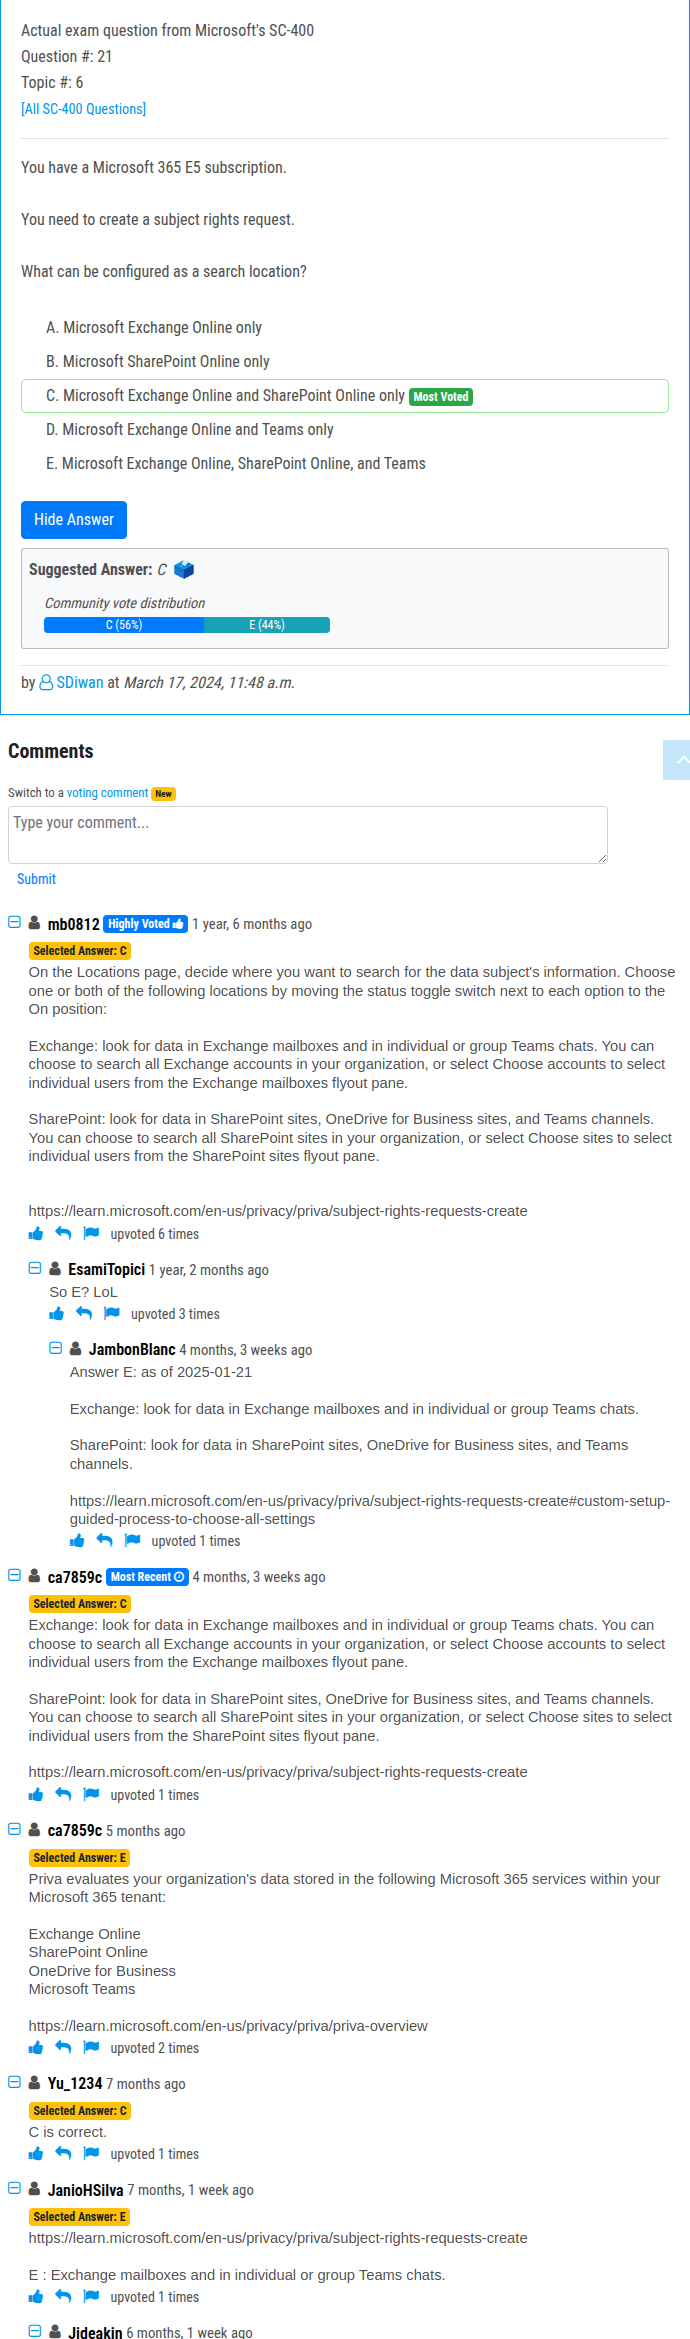 Actual exam question from Microsoft's SC-400
Question #: 21
Topic #: 6
[All SC-400 Questions]
You have a Microsoft 365 E5 subscription.
You need to create a subject rights request.
What can be configured as a search location?
A. Microsoft Exchange Online only
B. Microsoft SharePoint Online only
C. Microsoft Exchange Online and SharePoint Online only Most Voted
D. Microsoft Exchange Online and Teams only
E. Microsoft Exchange Online, SharePoint Online, and Teams
Hide Answer
Suggested Answer: C
Community vote distribution
C (56%) E (44%)
by SDiwan at March 17, 2024, 11:48 a.m.
Comments
Switch to a voting comment New
Type your comment...
Submit
mb0812 Highly Voted 1 year, 6 months ago
Selected Answer: C
On the Locations page, decide where you want to search for the data subject's information. Choose
one or both of the following locations by moving the status toggle switch next to each option to the
On position:
Exchange: look for data in Exchange mailboxes and in individual or group Teams chats. You can
choose to search all Exchange accounts in your organization, or select Choose accounts to select
individual users from the Exchange mailboxes flyout pane.
SharePoint: look for data in SharePoint sites, OneDrive for Business sites, and Teams channels.
You can choose to search all SharePoint sites in your organization, or select Choose sites to select
individual users from the SharePoint sites flyout pane.
https://learn.microsoft.com/en-us/privacy/priva/subject-rights-requests-create
upvoted 6 times
EsamiTopici 1 year, 2 months ago
So E? LoL
upvoted 3 times
JambonBlanc 4 months, 3 weeks ago
Answer E: as of 2025-01-21
Exchange: look for data in Exchange mailboxes and in individual or group Teams chats.
SharePoint: look for data in SharePoint sites, OneDrive for Business sites, and Teams
channels.
https://learn.microsoft.com/en-us/privacy/priva/subject-rights-requests-create#custom-setup-
guided-process-to-choose-all-settings
upvoted 1 times
ca7859c Most Recent 4 months, 3 weeks ago
Selected Answer: C
Exchange: look for data in Exchange mailboxes and in individual or group Teams chats. You can
choose to search all Exchange accounts in your organization, or select Choose accounts to select
individual users from the Exchange mailboxes flyout pane.
SharePoint: look for data in SharePoint sites, OneDrive for Business sites, and Teams channels.
You can choose to search all SharePoint sites in your organization, or select Choose sites to select
individual users from the SharePoint sites flyout pane.
https://learn.microsoft.com/en-us/privacy/priva/subject-rights-requests-create
upvoted 1 times
ca7859c 5 months ago
Selected Answer: E
Priva evaluates your organization's data stored in the following Microsoft 365 services within your
Microsoft 365 tenant:
Exchange Online
SharePoint Online
OneDrive for Business
Microsoft Teams
https://learn.microsoft.com/en-us/privacy/priva/priva-overview
upvoted 2 times
Yu_1234 7 months ago
Selected Answer: C
C is correct.
upvoted 1 times
JanioHSilva 7 months, 1 week ago
Selected Answer: E
https://learn.microsoft.com/en-us/privacy/priva/subject-rights-requests-create
E : Exchange mailboxes and in individual or group Teams chats.
upvoted 1 times
Jideakin 6 months, 1 week ago